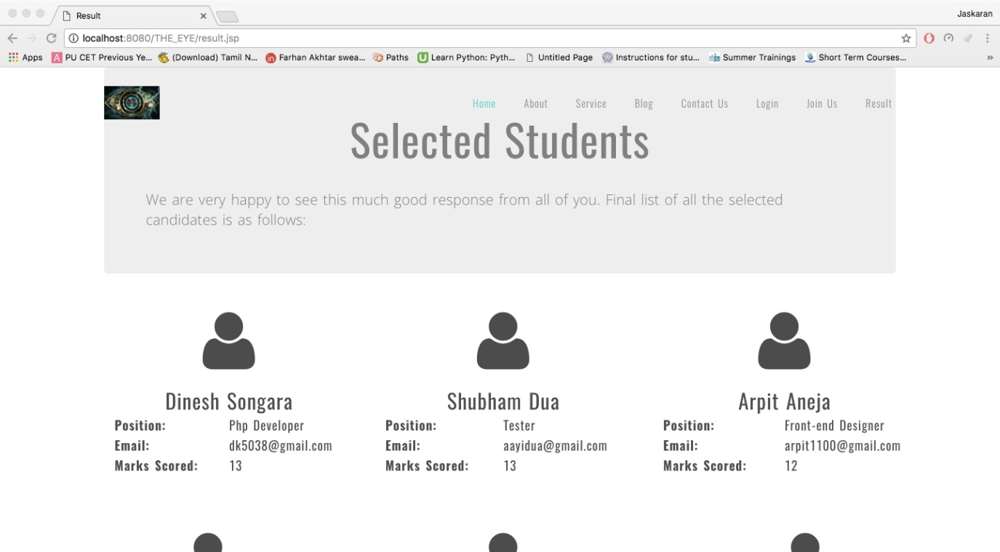 Result
Jaskaran
localhost:8080/THE_EYE/result.jsp
Apps PU CET Previous Ye... (Download) Tamil N... Farhan Akhtar swea... Paths Learn Python: Pyth... Untitled Page Instructions for stu... Summer Trainings Short Term Courses... »
Home About Service Blog Contact Us Login Join Us Result
Selected Students
We are very happy to see this much good response from all of you. Final list of all the selected
candidates is as follows:
Dinesh Songara
Position: Php Developer
Email: dk5038@gmail.com
Marks Scored: 13
Shubham Dua
Position: Tester
Email: aayidua@gmail.com
Marks Scored: 13
Arpit Aneja
Position: Front-end Designer
Email: arpit1100@gmail.com
Marks Scored: 12